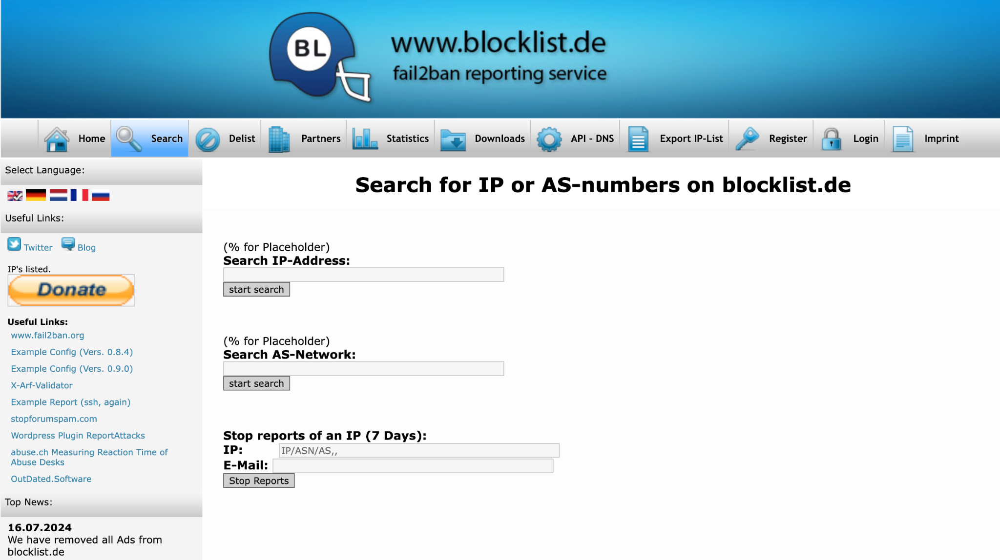 BL
www.blocklist.de
fail2ban reporting service
Home Search Delist Partners Statistics Downloads API - DNS Export IP-List Register Login Imprint
Select Language:
Useful Links:
Twitter Blog
IP's listed.
Donate
Useful Links:
www.fail2ban.org
Example Config (Vers. 0.8.4)
Example Config (Vers. 0.9.0)
X-Arf-Validator
Example Report (ssh, again)
stopforumspam.com
Wordpress Plugin ReportAttacks
abuse.ch Measuring Reaction Time of
Abuse Desks
OutDated.Software
Top News:
16.07.2024
We have removed all Ads from
blocklist.de
Search for IP or AS-numbers on blocklist.de
(% for Placeholder)
Search IP-Address:
start search
(% for Placeholder)
Search AS-Network:
start search
Stop reports of an IP (7 Days):
IP: IP/ASN/AS,,
E-Mail:
Stop Reports